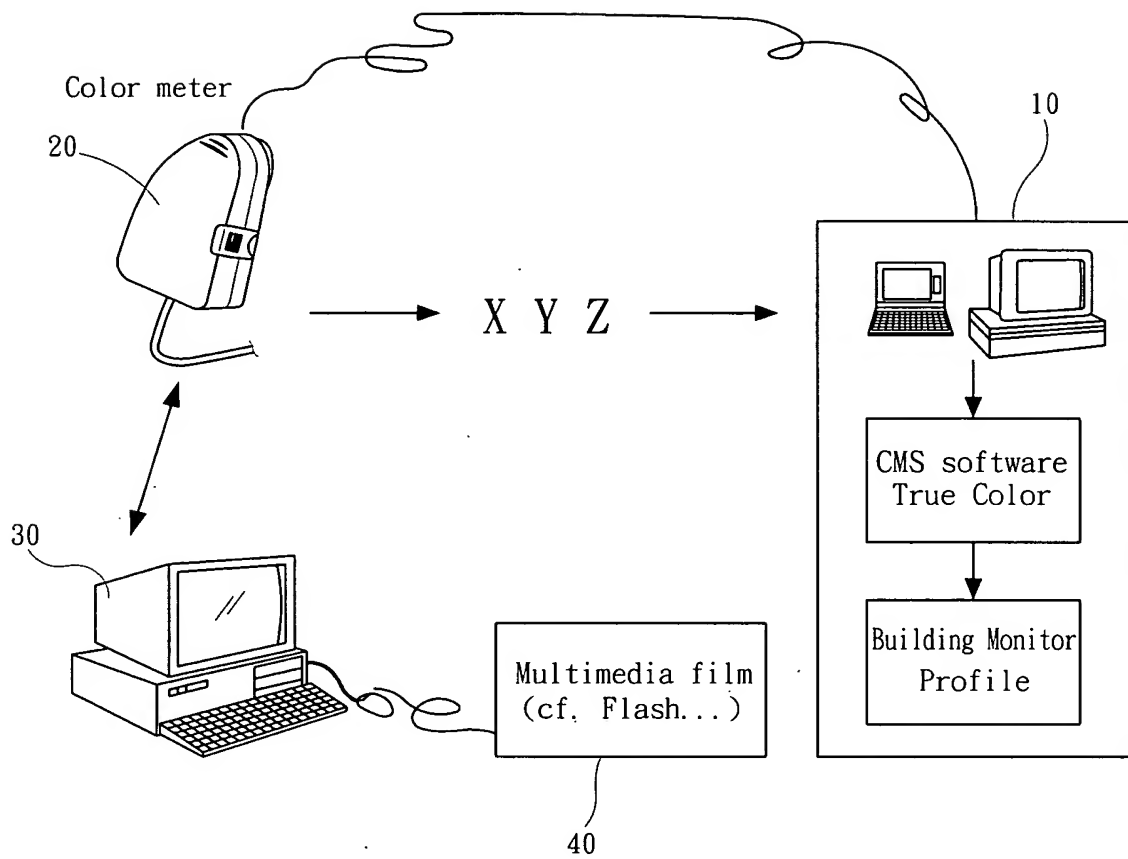 Color meter
20
10
X Y Z
CMS software
True Color
30
Building Monitor
Profile
Multimedia film
(cf. Flash...)
40